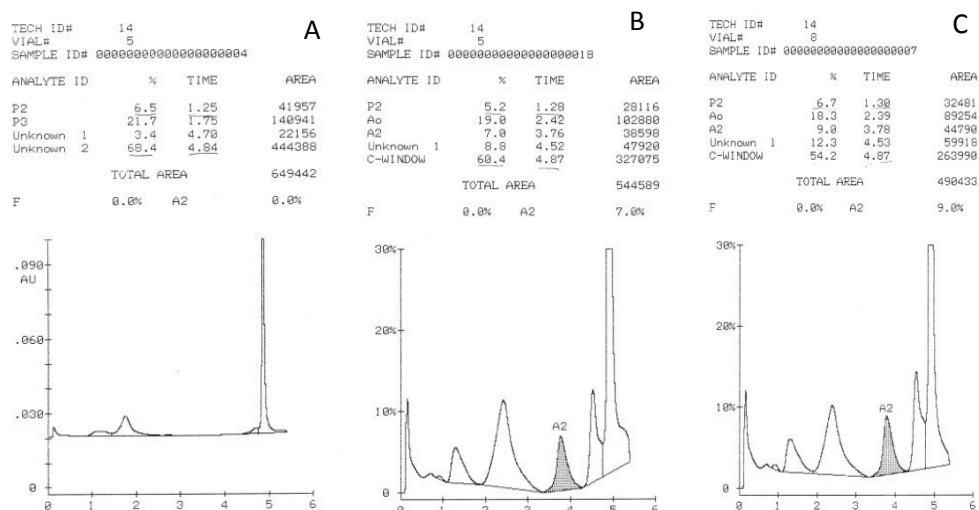 A
TECH ID# 14
VIAL# 5
SAMPLE ID# 00000000000000000004
ANALYTE ID % TIME AREA
P2 6.5 1.25 41957
P3 21.7 1.75 140941
Unknown 1 3.4 4.70 22156
Unknown 2 68.4 4.84 444388
TOTAL AREA 649442
F 0.0% A2 0.0%
.090
AU
.060
.030
0
0 1 2 3 4 5 6
B
TECH ID# 14
VIAL# 5
SAMPLE ID# 00000000000000000018
ANALYTE ID % TIME AREA
P2 5.2 1.28 28116
Ao 19.0 2.42 102880
A2 7.0 3.76 38598
Unknown 1 8.8 4.52 47920
C-WINDOW 60.4 4.87 327075
TOTAL AREA 544589
F 0.0% A2 7.0%
30%
20%
10%
0
A2
0 1 2 3 4 5 6
C
TECH ID# 14
VIAL# 8
SAMPLE ID# 00000000000000000007
ANALYTE ID % TIME AREA
P2 6.7 1.30 32481
Ao 18.3 2.39 89254
A2 9.0 3.78 44790
Unknown 1 12.3 4.53 59918
C-WINDOW 54.2 4.87 263990
TOTAL AREA 490433
F 0.0% A2 9.0%
30%
20%
10%
0
A2
0 1 2 3 4 5 6